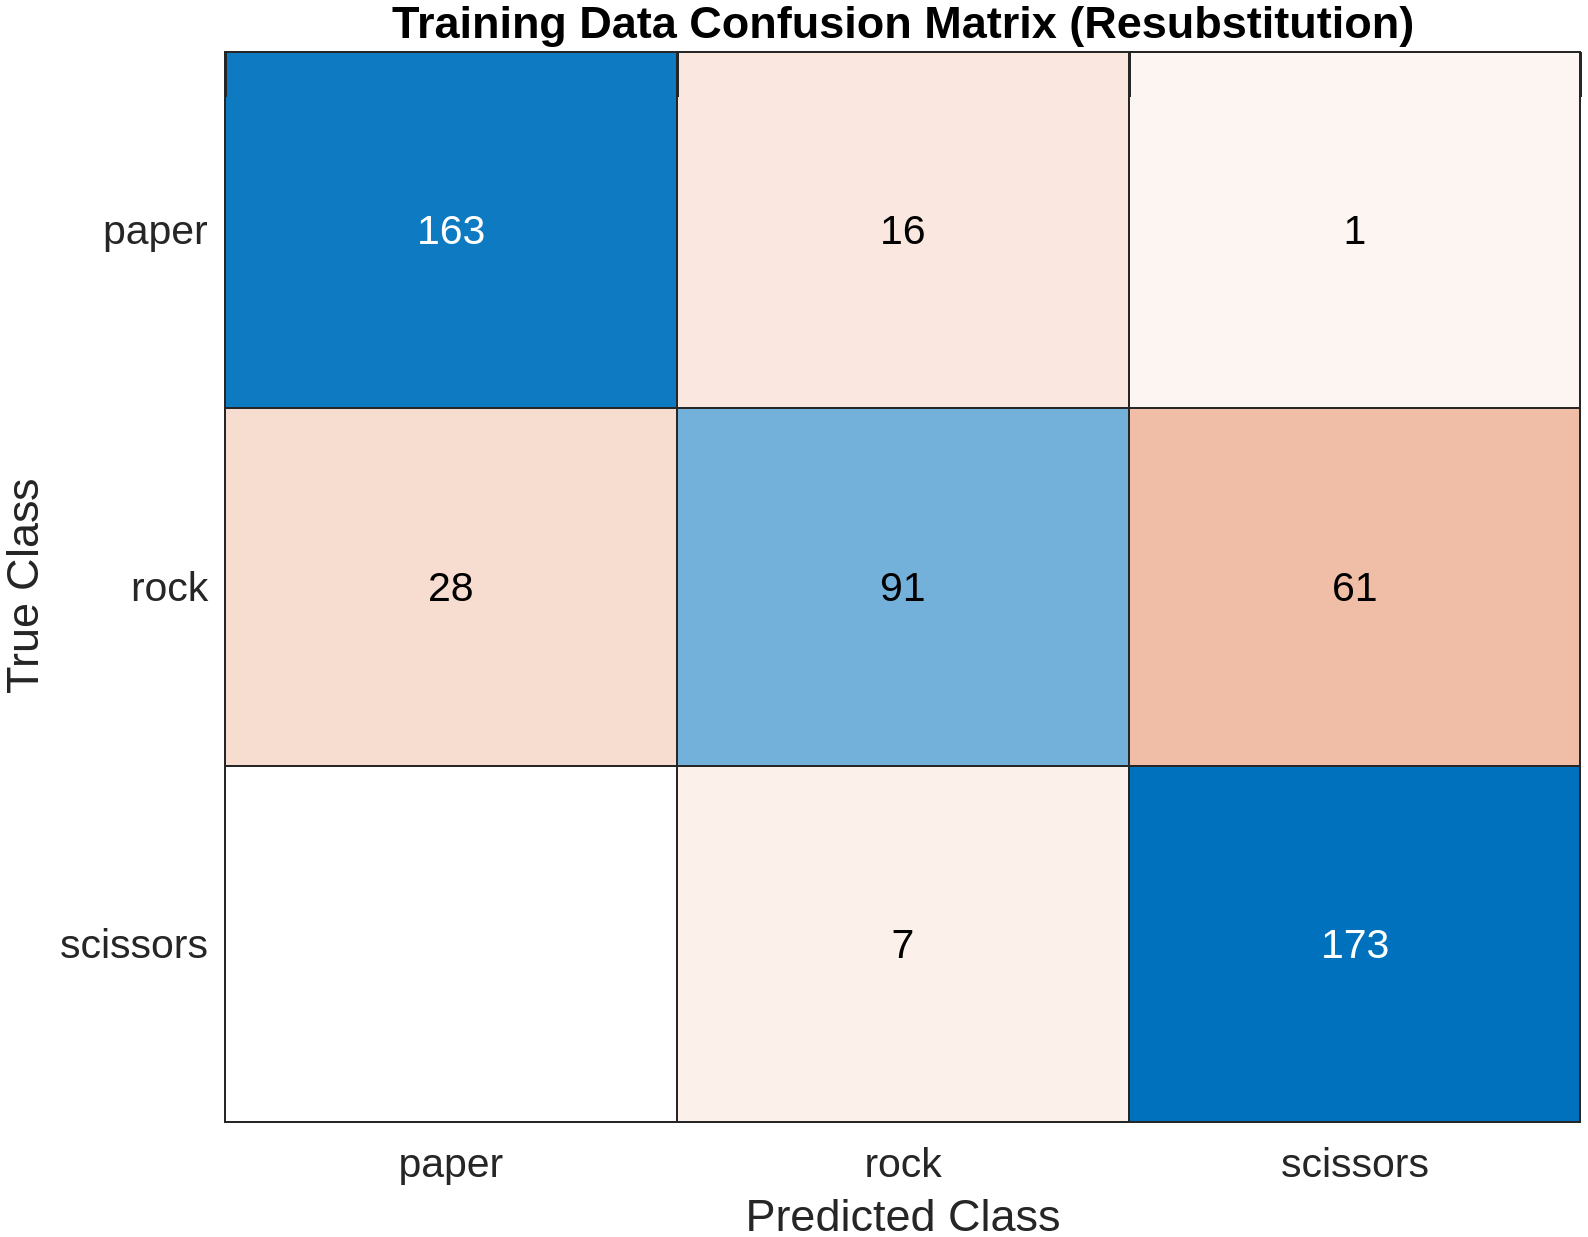 Training Data Confusion Matrix (Resubstitution)
True Class
paper
163
16
1
rock
28
91
61
scissors
7
173
paper
rock
scissors
Predicted Class